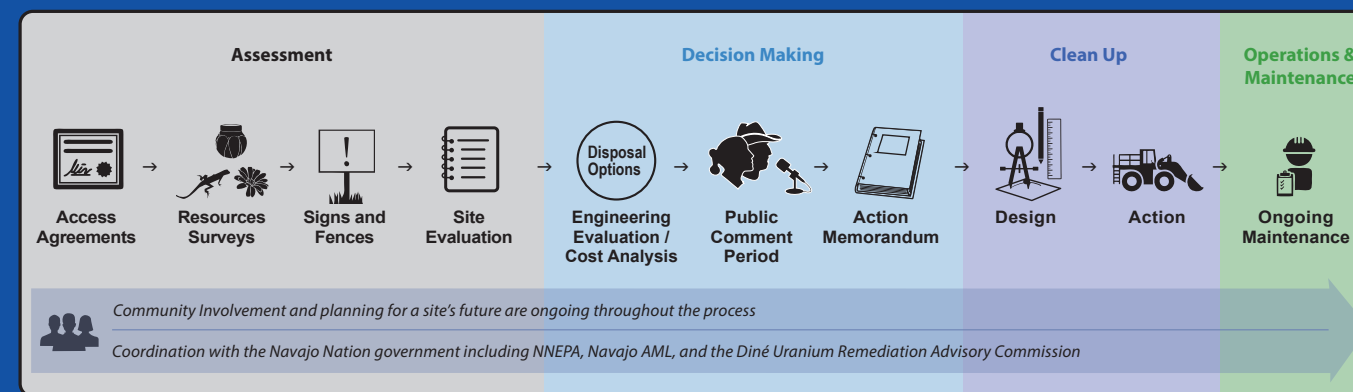 Assessment
Decision Making
Clean Up
Operations &
Maintenance
Access
Agreements
Resources
Surveys
Signs and
Fences
Site
Evaluation
Disposal
Options
Engineering
Evaluation /
Cost Analysis
Public
Comment
Period
Action
Memorandum
Design
Action
Ongoing
Maintenance
Community Involvement and planning for a site's future are ongoing throughout the process
Coordination with the Navajo Nation government including NNEPA, Navajo AML, and the Diné Uranium Remediation Advisory Commission